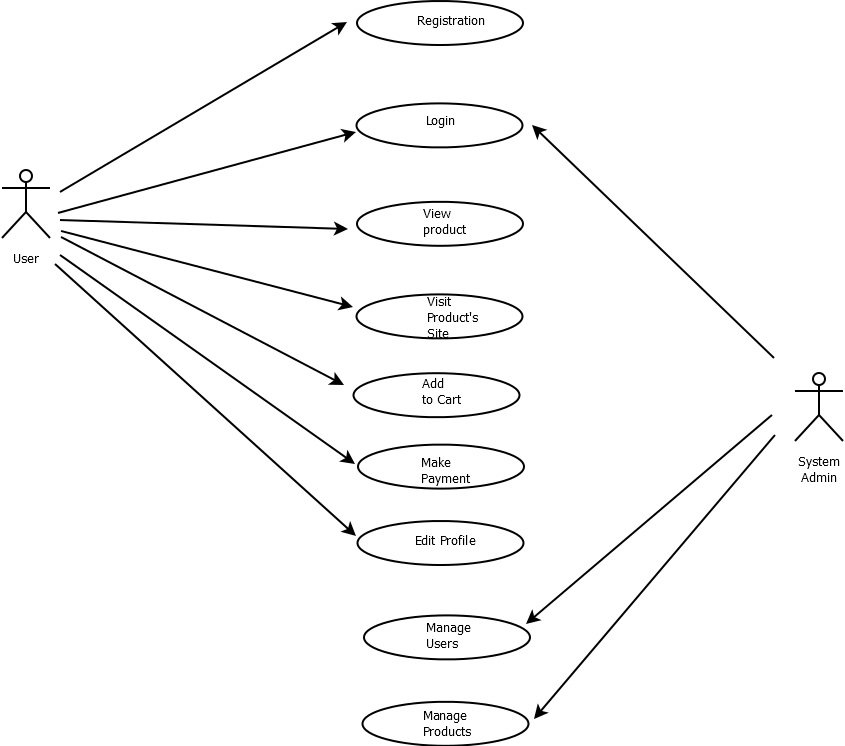 Registration
Login
View
product
User
Visit
Product's
Site
Add
to Cart
Make
Payment
System
Admin
Edit Profile
Manage
Users
Manage
Products